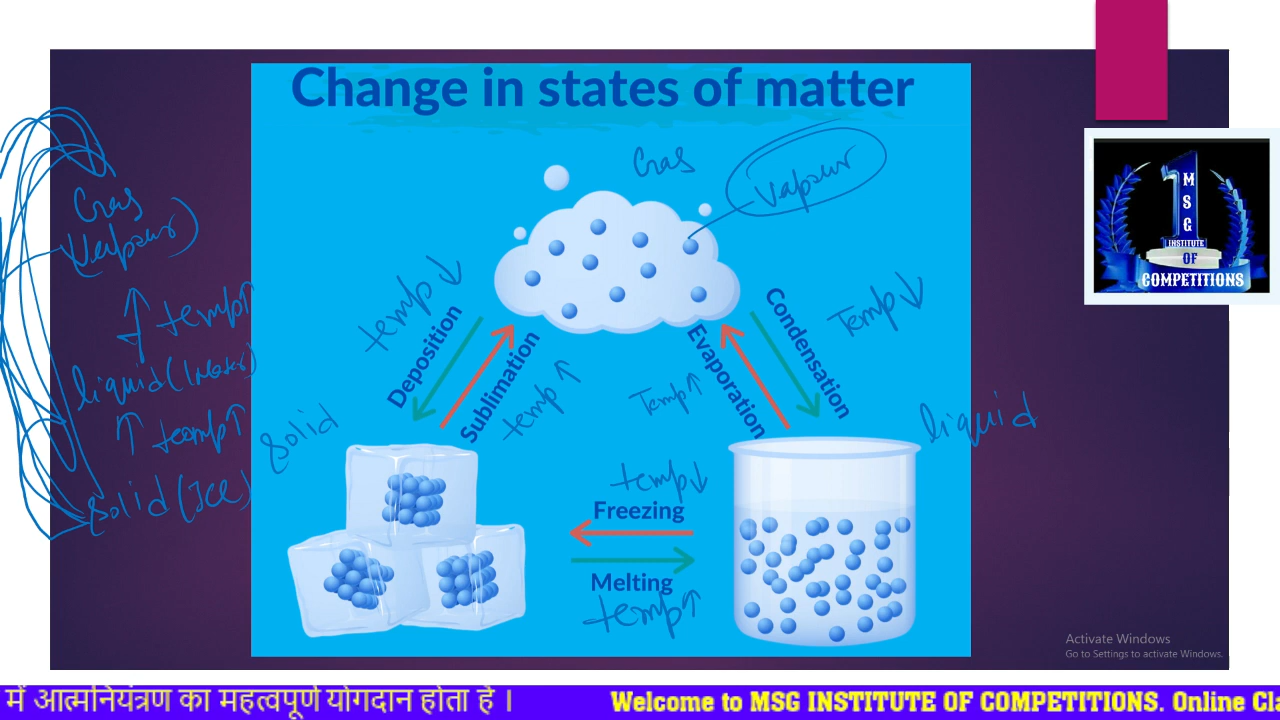 Change in states of matter
Gas
Vapour
Gas
(Vapour)
temp↓
Temp↓
↑ temp↑
Deposition
Sublimation
Evaporation
Condensation
liquid (water)
temp↑
Temp↑
↑ temp↑
solid
liquid
solid (ICE)
temp↓
Freezing
Melting
temp↑
MSG
INSTITUTE
OF
COMPETITIONS
Activate Windows
Go to Settings to activate Windows.
में आत्मनियंत्रण का महत्वपूर्ण योगदान होता है । Welcome to MSG INSTITUTE OF COMPETITIONS. Online Cla